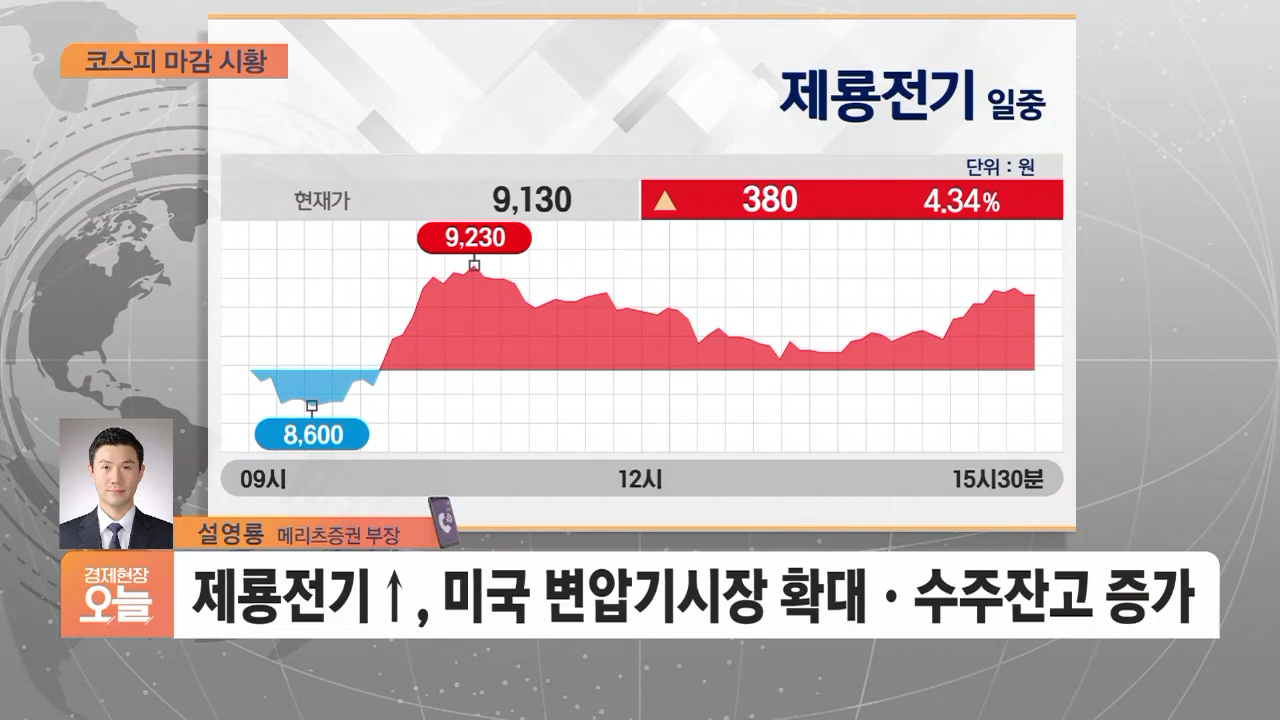 코스피 마감 시황
제룡전기 일중
단위 : 원
현재가 9,130 ▲ 380 4.34%
9,230
8,600
09시 12시 15시30분
설영룡 메리츠증권 부장
경제현장
오늘
제룡전기↑, 미국 변압기시장 확대·수주잔고 증가